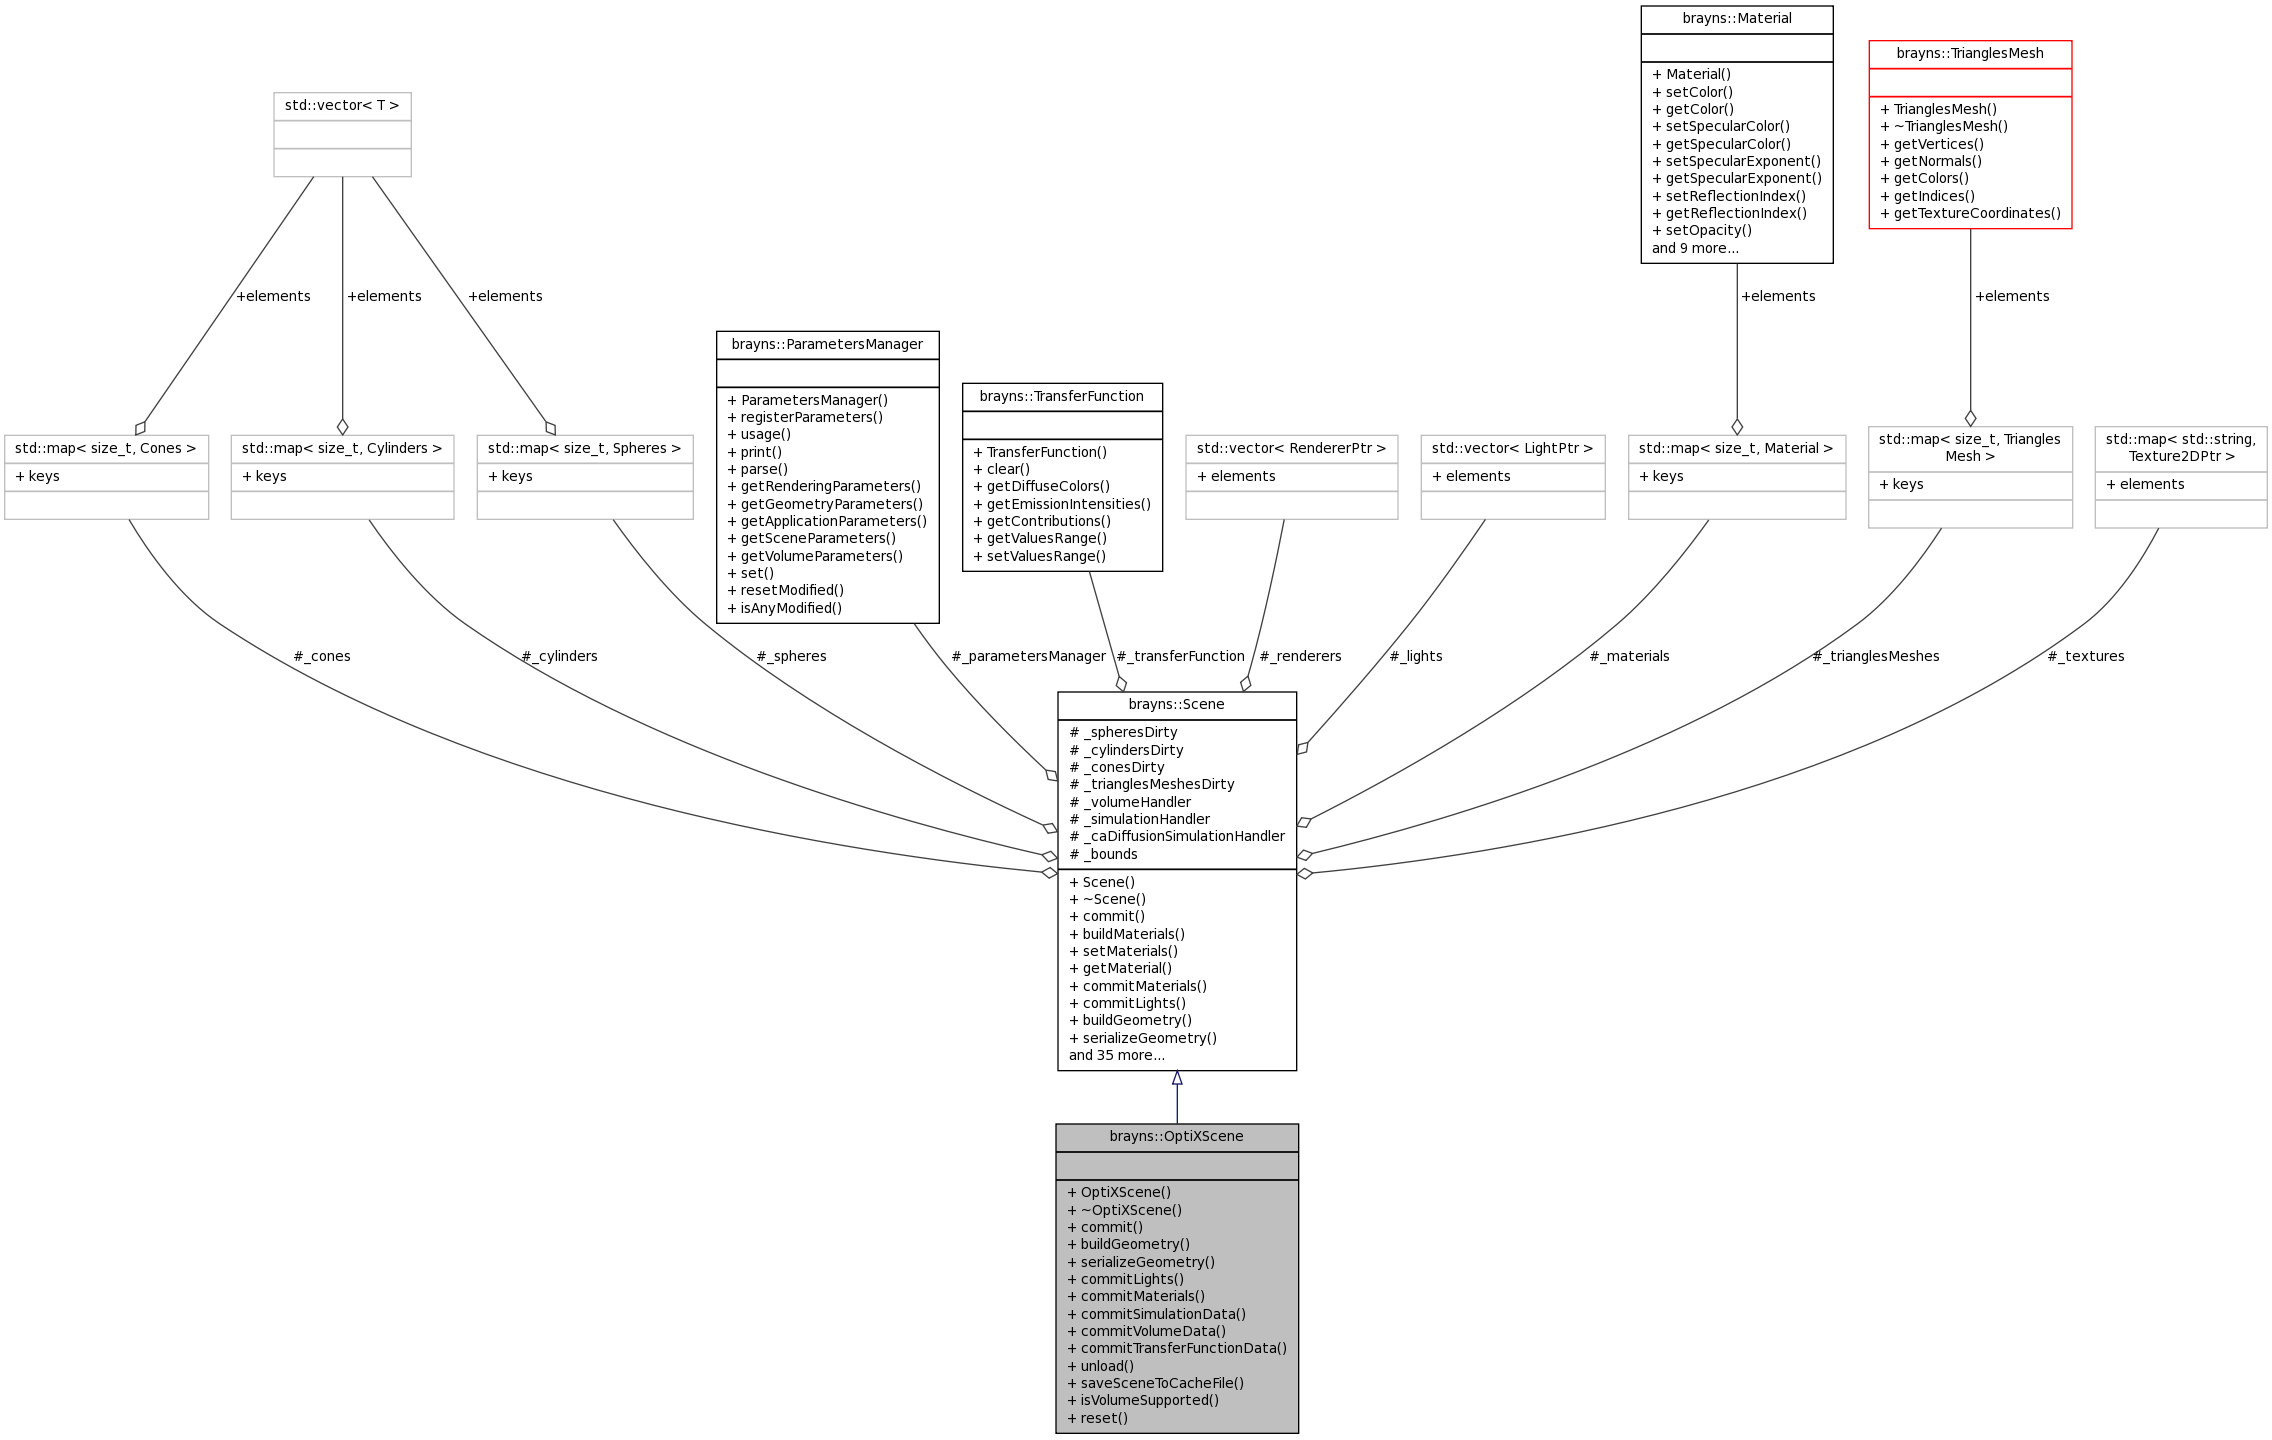 brayns::Material
+ Material()
+ setColor()
+ getColor()
+ setSpecularColor()
+ getSpecularColor()
+ setSpecularExponent()
+ getSpecularExponent()
+ setReflectionIndex()
+ getReflectionIndex()
+ setOpacity()
and 9 more...
brayns::TrianglesMesh
+ TrianglesMesh()
+ ~TrianglesMesh()
+ getVertices()
+ getNormals()
+ getColors()
+ getIndices()
+ getTextureCoordinates()
std::vector< T >
+elements
+elements
+elements
+elements
+elements
std::map< size_t, Cones >
+ keys
std::map< size_t, Cylinders >
+ keys
std::map< size_t, Spheres >
+ keys
brayns::ParametersManager
+ ParametersManager()
+ registerParameters()
+ usage()
+ print()
+ parse()
+ getRenderingParameters()
+ getGeometryParameters()
+ getApplicationParameters()
+ getSceneParameters()
+ getVolumeParameters()
+ set()
+ resetModified()
+ isAnyModified()
brayns::TransferFunction
+ TransferFunction()
+ clear()
+ getDiffuseColors()
+ getEmissionIntensities()
+ getContributions()
+ getValuesRange()
+ setValuesRange()
std::vector< RendererPtr >
+ elements
std::vector< LightPtr >
+ elements
std::map< size_t, Material >
+ keys
std::map< size_t, Triangles
Mesh >
+ keys
std::map< std::string,
Texture2DPtr >
+ elements
#_cones
#_cylinders
#_spheres
#_parametersManager
#_transferFunction
#_renderers
#_lights
#_materials
#_trianglesMeshes
#_textures
brayns::Scene
# _spheresDirty
# _cylindersDirty
# _conesDirty
# _trianglesMeshesDirty
# _volumeHandler
# _simulationHandler
# _caDiffusionSimulationHandler
# _bounds
+ Scene()
+ ~Scene()
+ commit()
+ buildMaterials()
+ setMaterials()
+ getMaterial()
+ commitMaterials()
+ commitLights()
+ buildGeometry()
+ serializeGeometry()
and 35 more...
brayns::OptiXScene
+ OptiXScene()
+ ~OptiXScene()
+ commit()
+ buildGeometry()
+ serializeGeometry()
+ commitLights()
+ commitMaterials()
+ commitSimulationData()
+ commitVolumeData()
+ commitTransferFunctionData()
+ unload()
+ saveSceneToCacheFile()
+ isVolumeSupported()
+ reset()